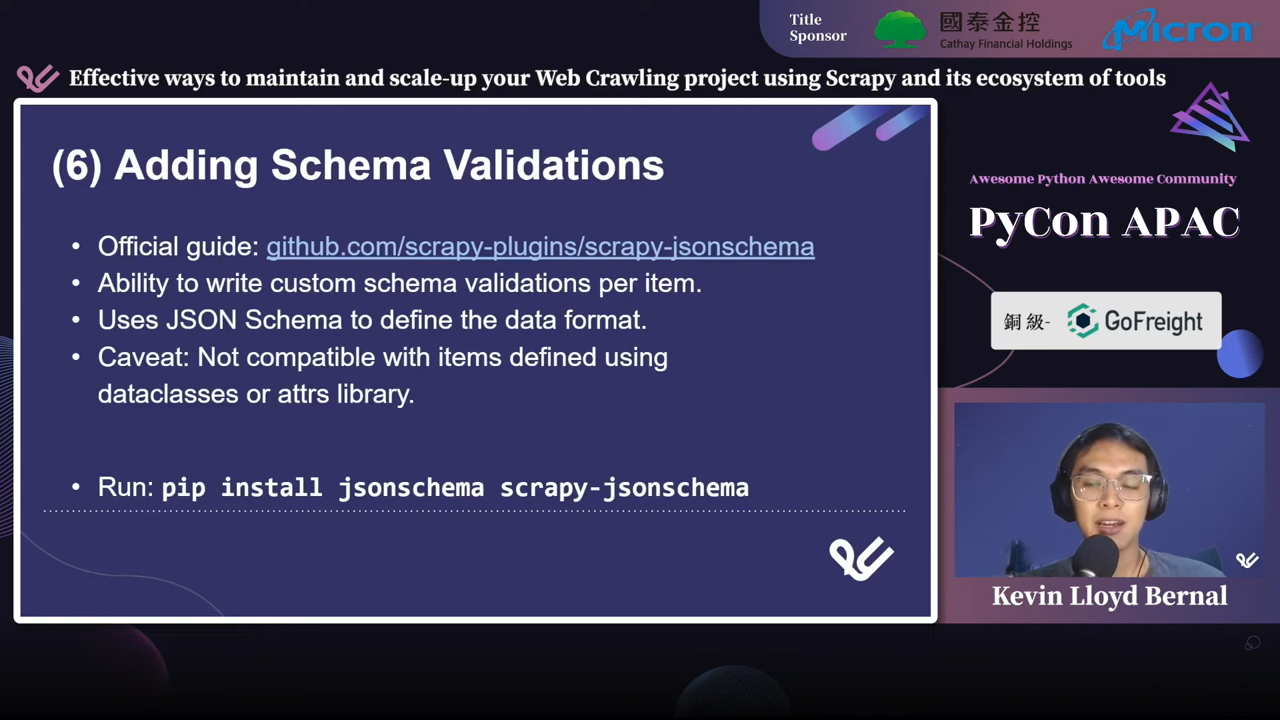 Title
Sponsor
國泰金控
Cathay Financial Holdings
Micron
Effective ways to maintain and scale-up your Web Crawling project using Scrapy and its ecosystem of tools
(6) Adding Schema Validations
• Official guide: github.com/scrapy-plugins/scrapy-jsonschema
• Ability to write custom schema validations per item.
• Uses JSON Schema to define the data format.
• Caveat: Not compatible with items defined using
dataclasses or attrs library.
• Run: pip install jsonschema scrapy-jsonschema
Awesome Python Awesome Community
PyCon APAC
銅級- GoFreight
Kevin Lloyd Bernal